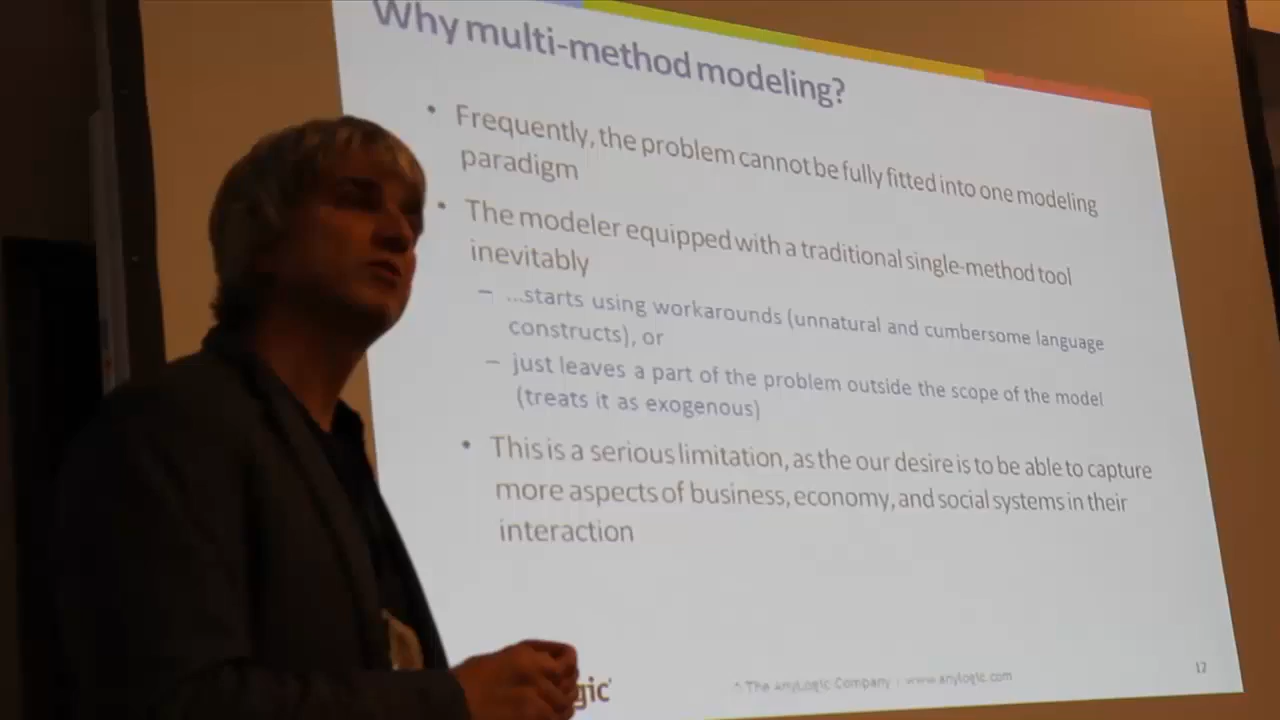 Why multi-method modeling?
• Frequently, the problem cannot be fully fitted into one modeling
paradigm
• The modeler equipped with a traditional single-method tool
inevitably
– ...starts using workarounds (unnatural and cumbersome language
constructs), or
– just leaves a part of the problem outside the scope of the model
(treats it as exogenous)
• This is a serious limitation, as the our desire is to be able to capture
more aspects of business, economy, and social systems in their
interaction
gic
The AnyLogic Company | www.anylogic.com